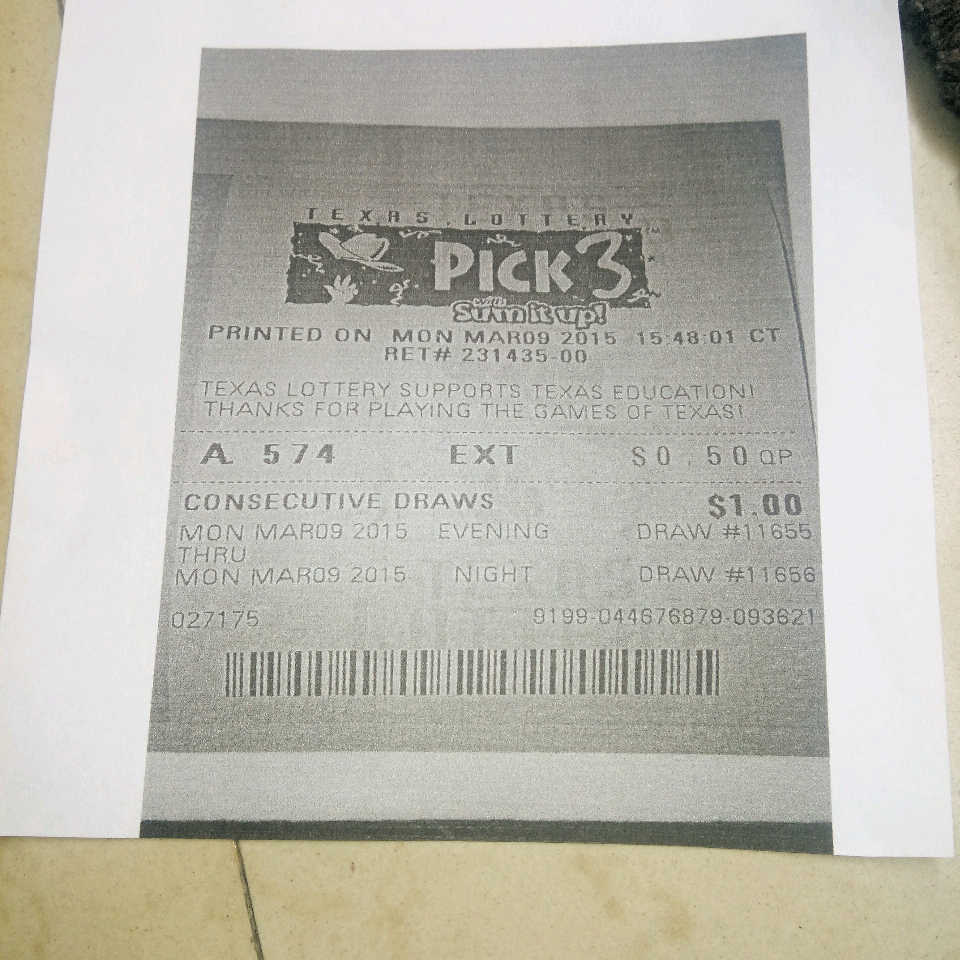 TEXAS LOTTERY
PICK 3™
with
Sum it up!
PRINTED ON MON MAR09 2015 15:48:01 CT
RET# 231435-00
TEXAS LOTTERY SUPPORTS TEXAS EDUCATION!
THANKS FOR PLAYING THE GAMES OF TEXAS!
A. 574 EXT $0.50 QP
CONSECUTIVE DRAWS $1.00
MON MAR09 2015 EVENING DRAW #11655
THRU
MON MAR09 2015 NIGHT DRAW #11656
027175 9199-044676879-093621